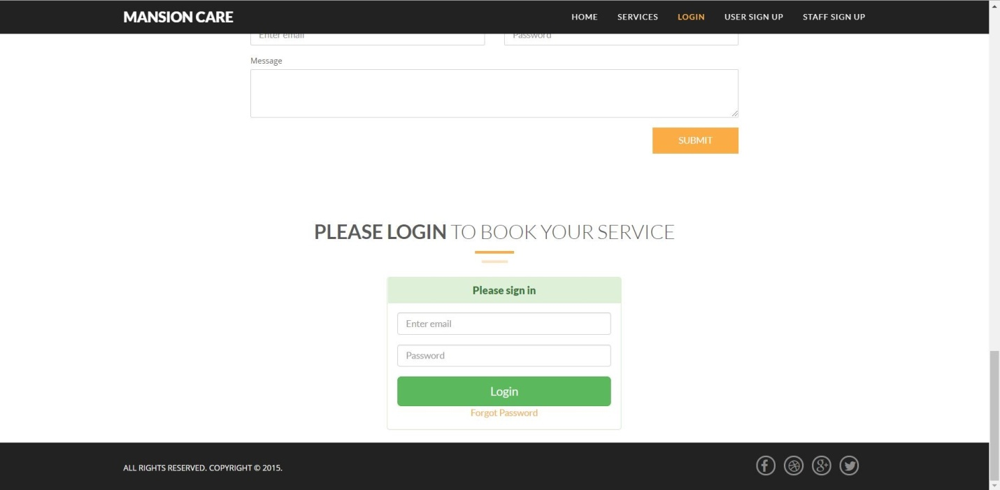 MANSION CARE HOME SERVICES LOGIN USER SIGN UP STAFF SIGN UP
Enter email Password
Message
SUBMIT
PLEASE LOGIN TO BOOK YOUR SERVICE
Please sign in
Enter email
Password
Login
Forgot Password
ALL RIGHTS RESERVED. COPYRIGHT © 2015.